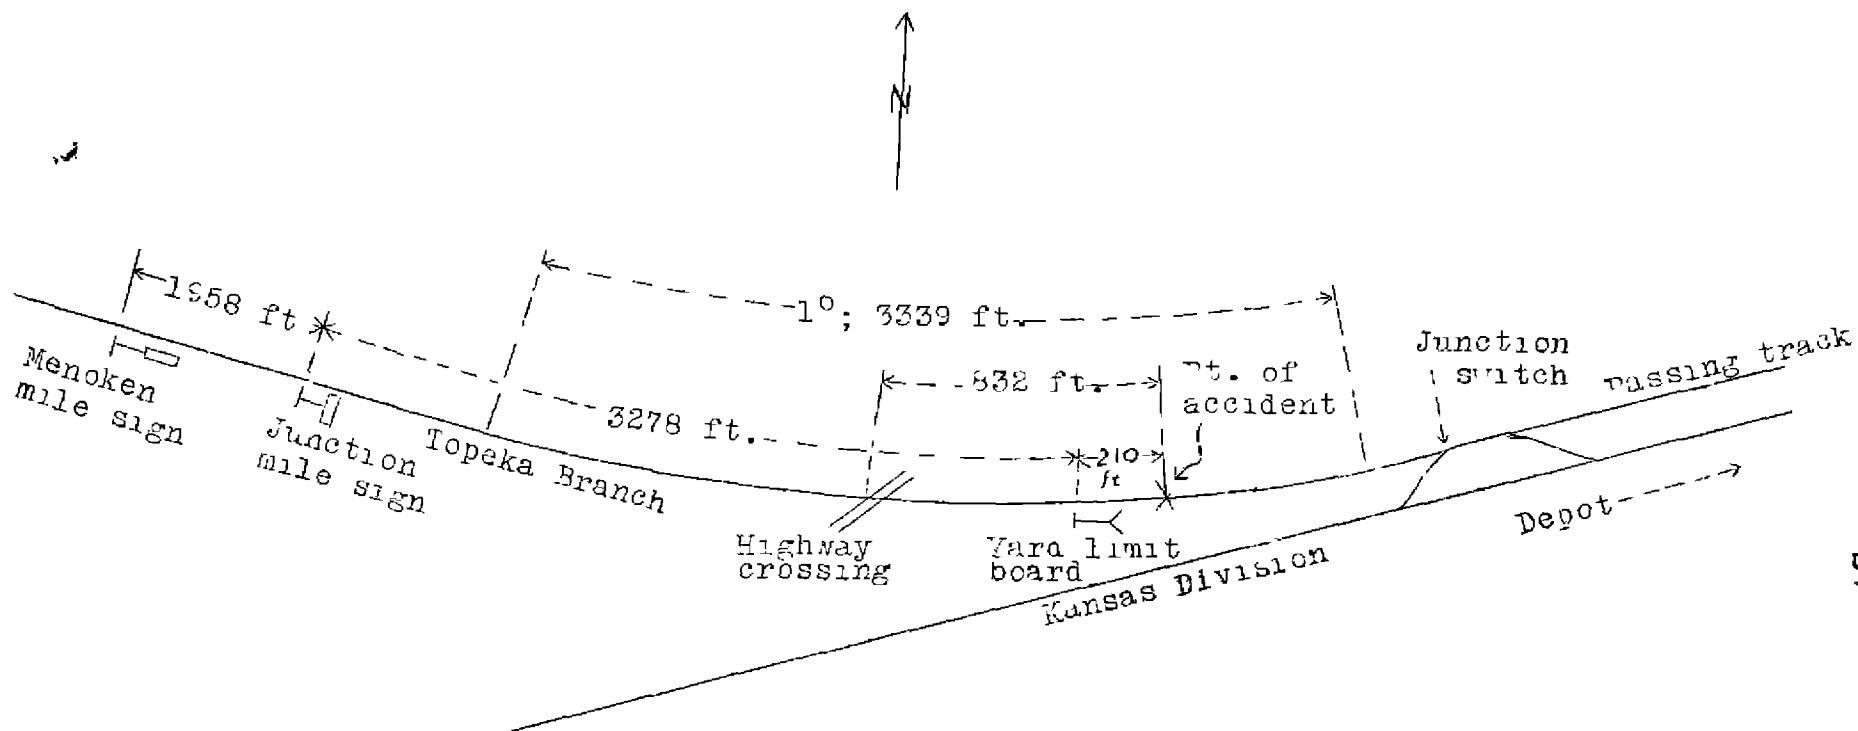 N
1958 ft
1°; 3339 ft.
Menoken
mile sign
3278 ft.
Junction
mile sign
Topeka Branch
832 ft.
Pt. of
accident
210
ft
Junction
switch
Passing track
Highway
crossing
Yard limit
board
Kansas Division
Depot